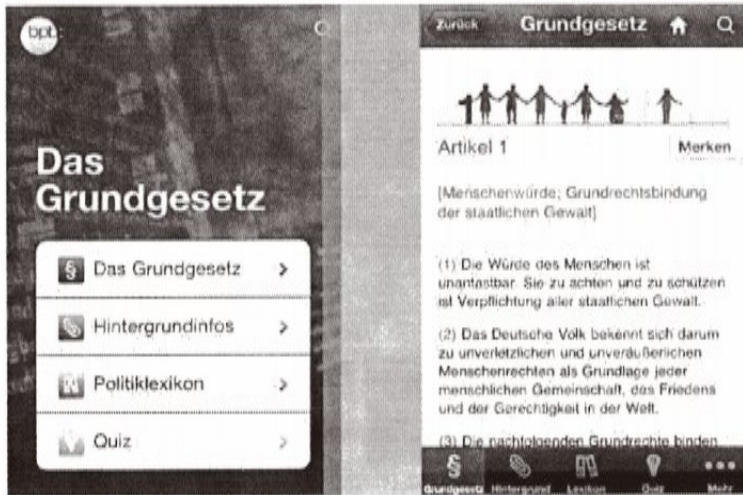 bpb:
Das
Grundgesetz
§ Das Grundgesetz >
Hintergrundinfos >
Politiklexikon >
Quiz >
Zurück Grundgesetz
Artikel 1 Merken
[Menschenwürde; Grundrechtsbindung
der staatlichen Gewalt]
(1) Die Würde des Menschen ist
unantastbar. Sie zu achten und zu schützen
ist Verpflichtung aller staatlichen Gewalt.
(2) Das Deutsche Volk bekennt sich darum
zu unverletzlichen und unveräußerlichen
Menschenrechten als Grundlage jeder
menschlichen Gemeinschaft, des Friedens
und der Gerechtigkeit in der Welt.
(3) Die nachfolgenden Grundrechte binden
§
Grundgesetz Hintergrund Lexikon Quiz Mehr